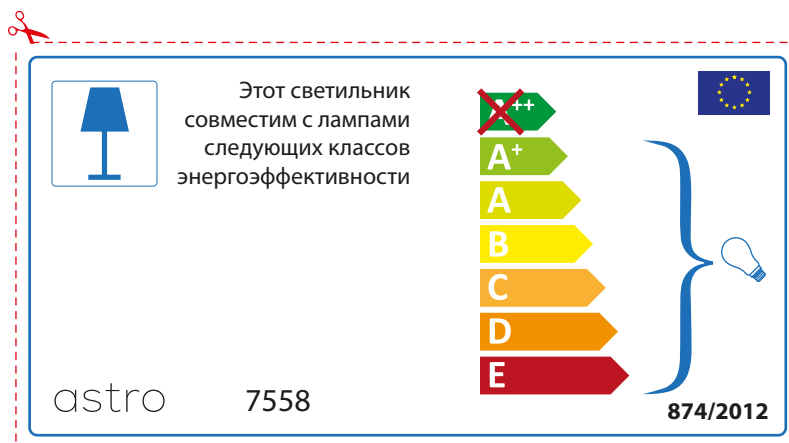 Этот светильник
совместим с лампами
следующих классов
энергоэффективности
A++
A+
A
B
C
D
E
astro
7558
874/2012